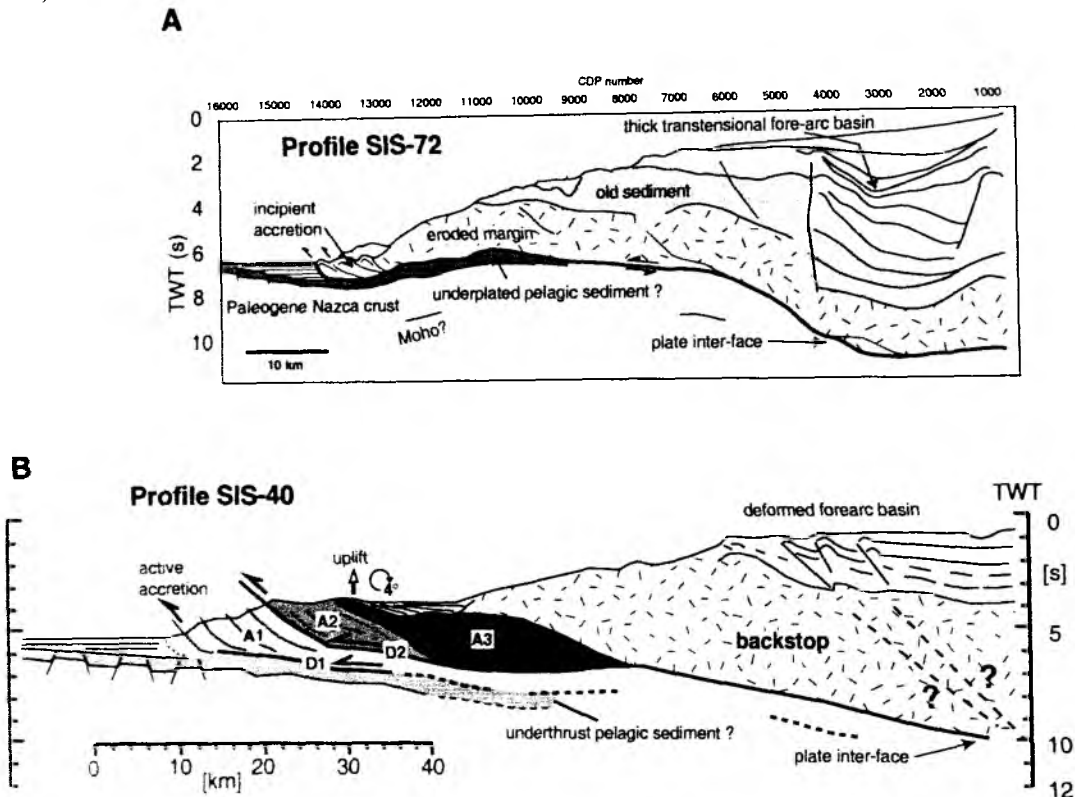 A
CDP number
16000 15000 14000 13000 12000 11000 10000 9000 8000 7000 6000 5000 4000 3000 2000 1000
0
2
4
6
8
10
TWT (s)
Profile SIS-72
thick transtensional fore-arc basin
old sediment
incipient
accretion
eroded margin
underplated pelagic sediment ?
Paleogene Nazca crust
Moho?
plate inter-face
10 km
B
Profile SIS-40
TWT
deformed forearc basin
0
[s]
5
10
12
uplift
4°
active
accretion
A1
A2
A3
D1
D2
backstop
?
?
underthrust pelagic sediment ?
plate inter-face
0 10 20 30 40
[km]